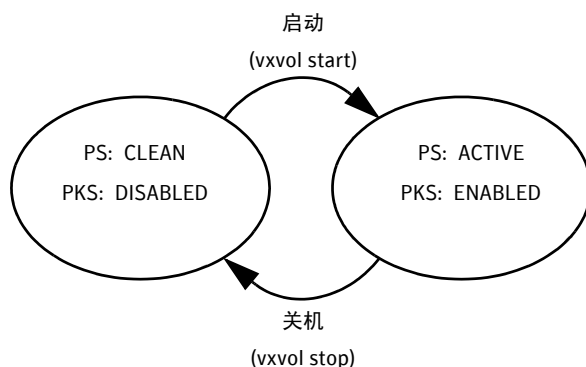 启动
(vxvol start)
PS: CLEAN
PKS: DISABLED
PS: ACTIVE
PKS: ENABLED
关机
(vxvol stop)